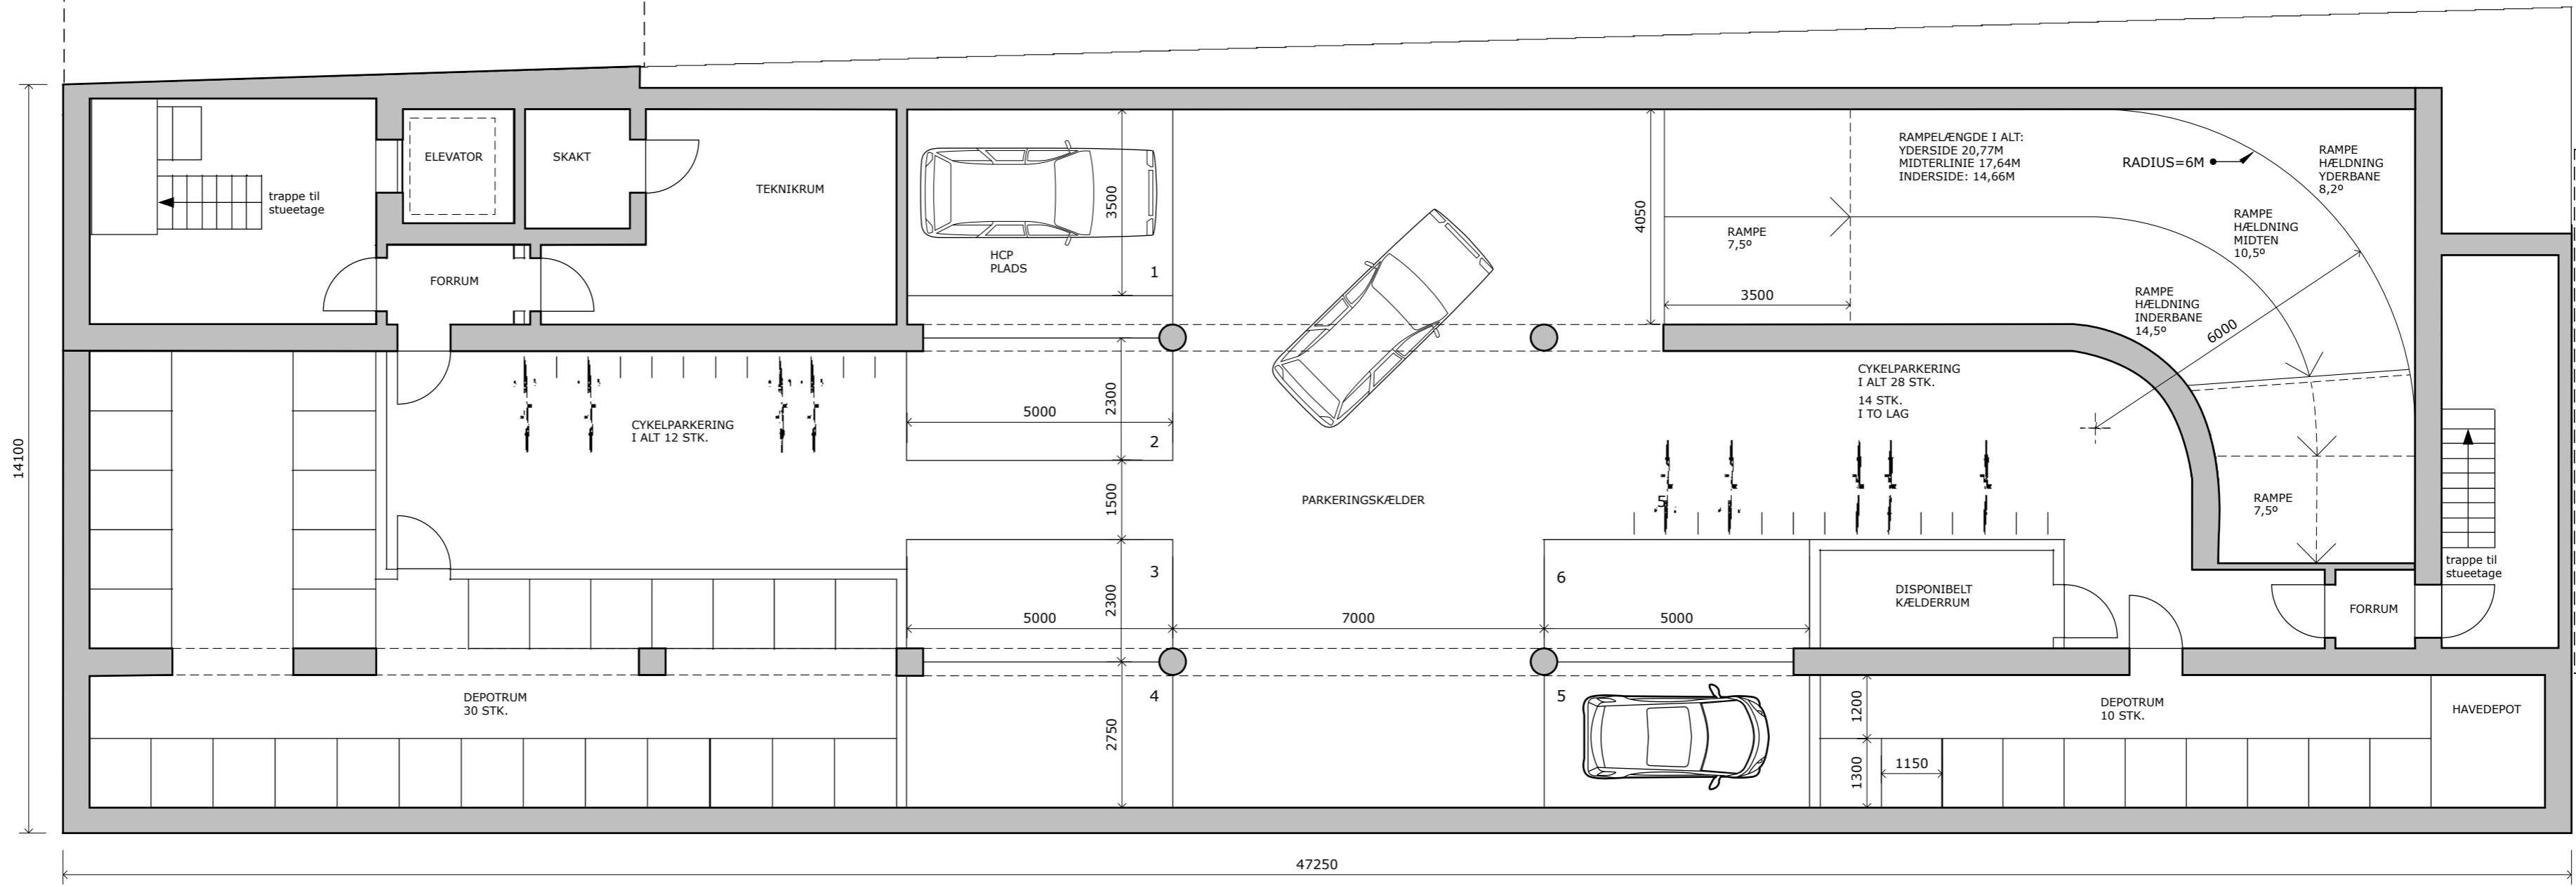 ELEVATOR
SKAKT
TEKNIKRUM
trappe til
stueetage
FORRUM
HCP
PLADS
1
3500
4050
RAMPE
7,5º
3500
RAMPELÆNGDE I ALT:
YDERSIDE 20,77M
MIDTERLINIE 17,64M
INDERSIDE: 14,66M
RADIUS=6M
RAMPE
HÆLDNING
YDERBANE
8,2º
RAMPE
HÆLDNING
MIDTEN
10,5º
RAMPE
HÆLDNING
INDERBANE
14,5º
6000
14100
CYKELPARKERING
I ALT 12 STK.
5000
2300
2
1500
PARKERINGSKÆLDER
CYKELPARKERING
I ALT 28 STK.
14 STK.
I TO LAG
5
RAMPE
7,5º
trappe til
stueetage
3
2300
5000
7000
6
5000
DISPONIBELT
KÆLDERRUM
FORRUM
DEPOTRUM
30 STK.
4
2750
5
1200
1300
1150
DEPOTRUM
10 STK.
HAVEDEPOT
47250